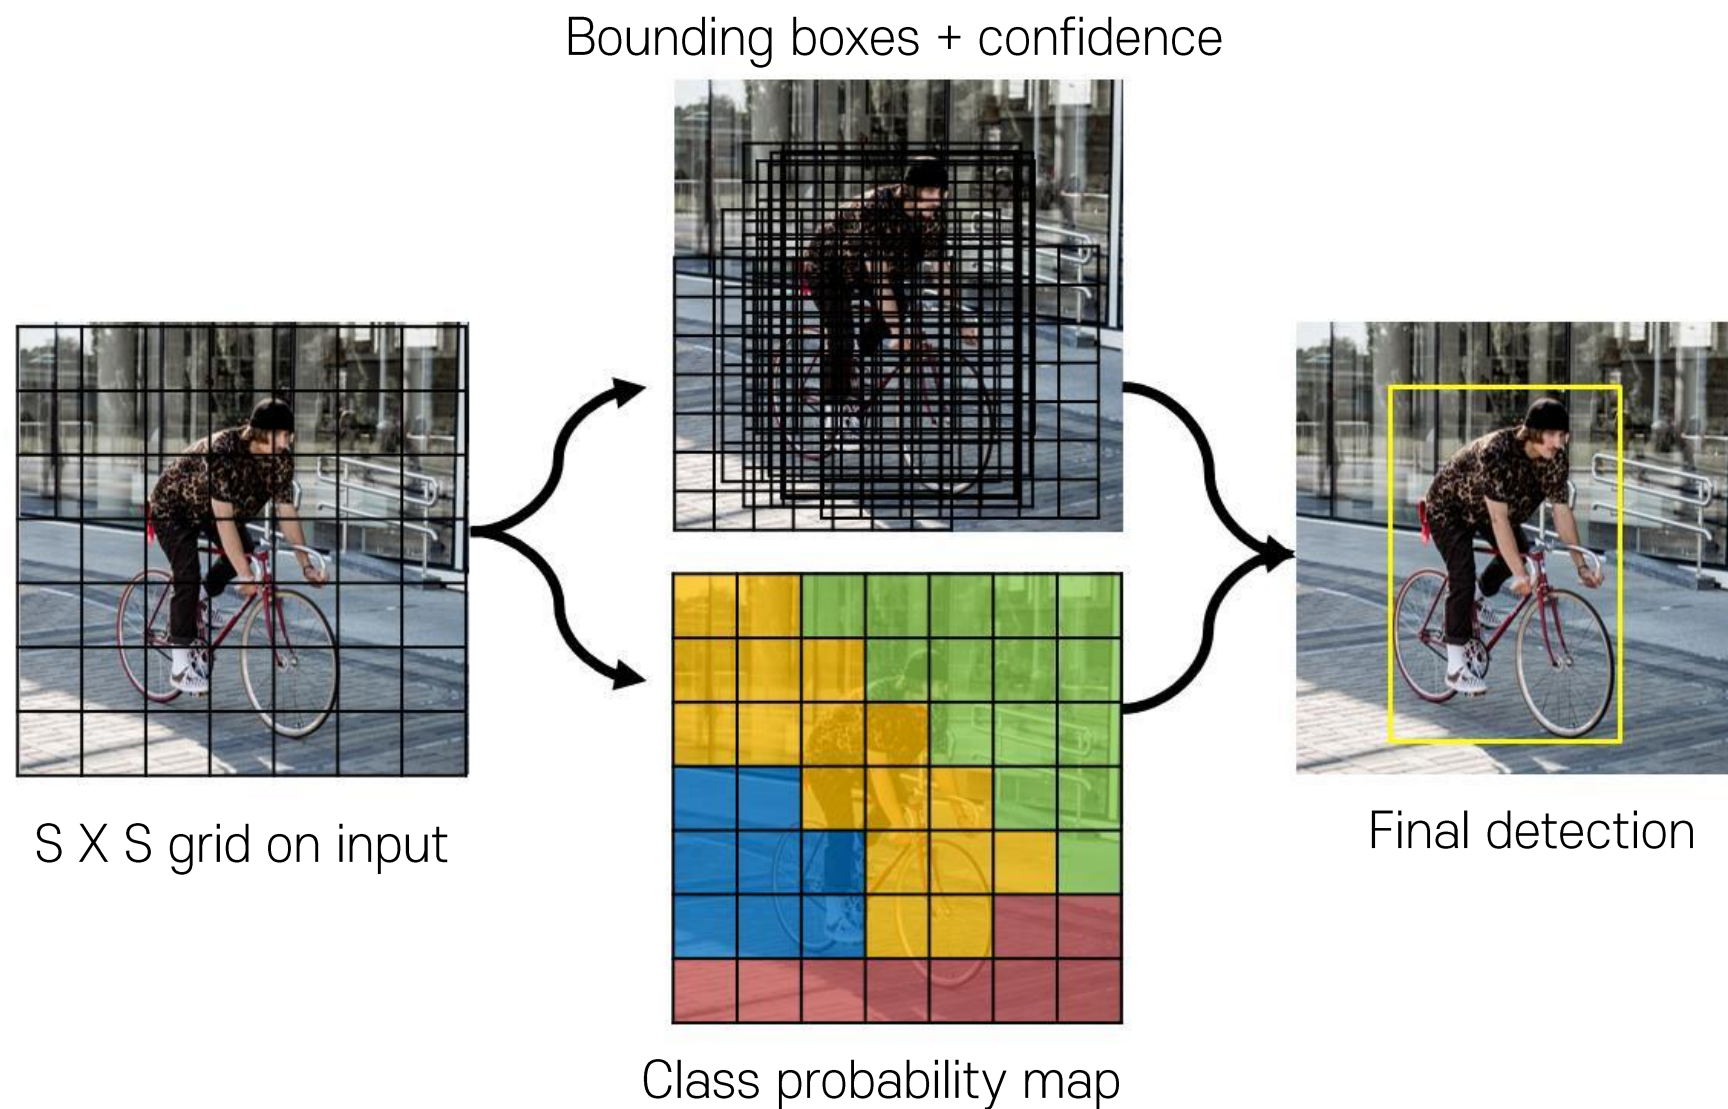 Bounding boxes + confidence
S X S grid on input
Final detection
Class probability map